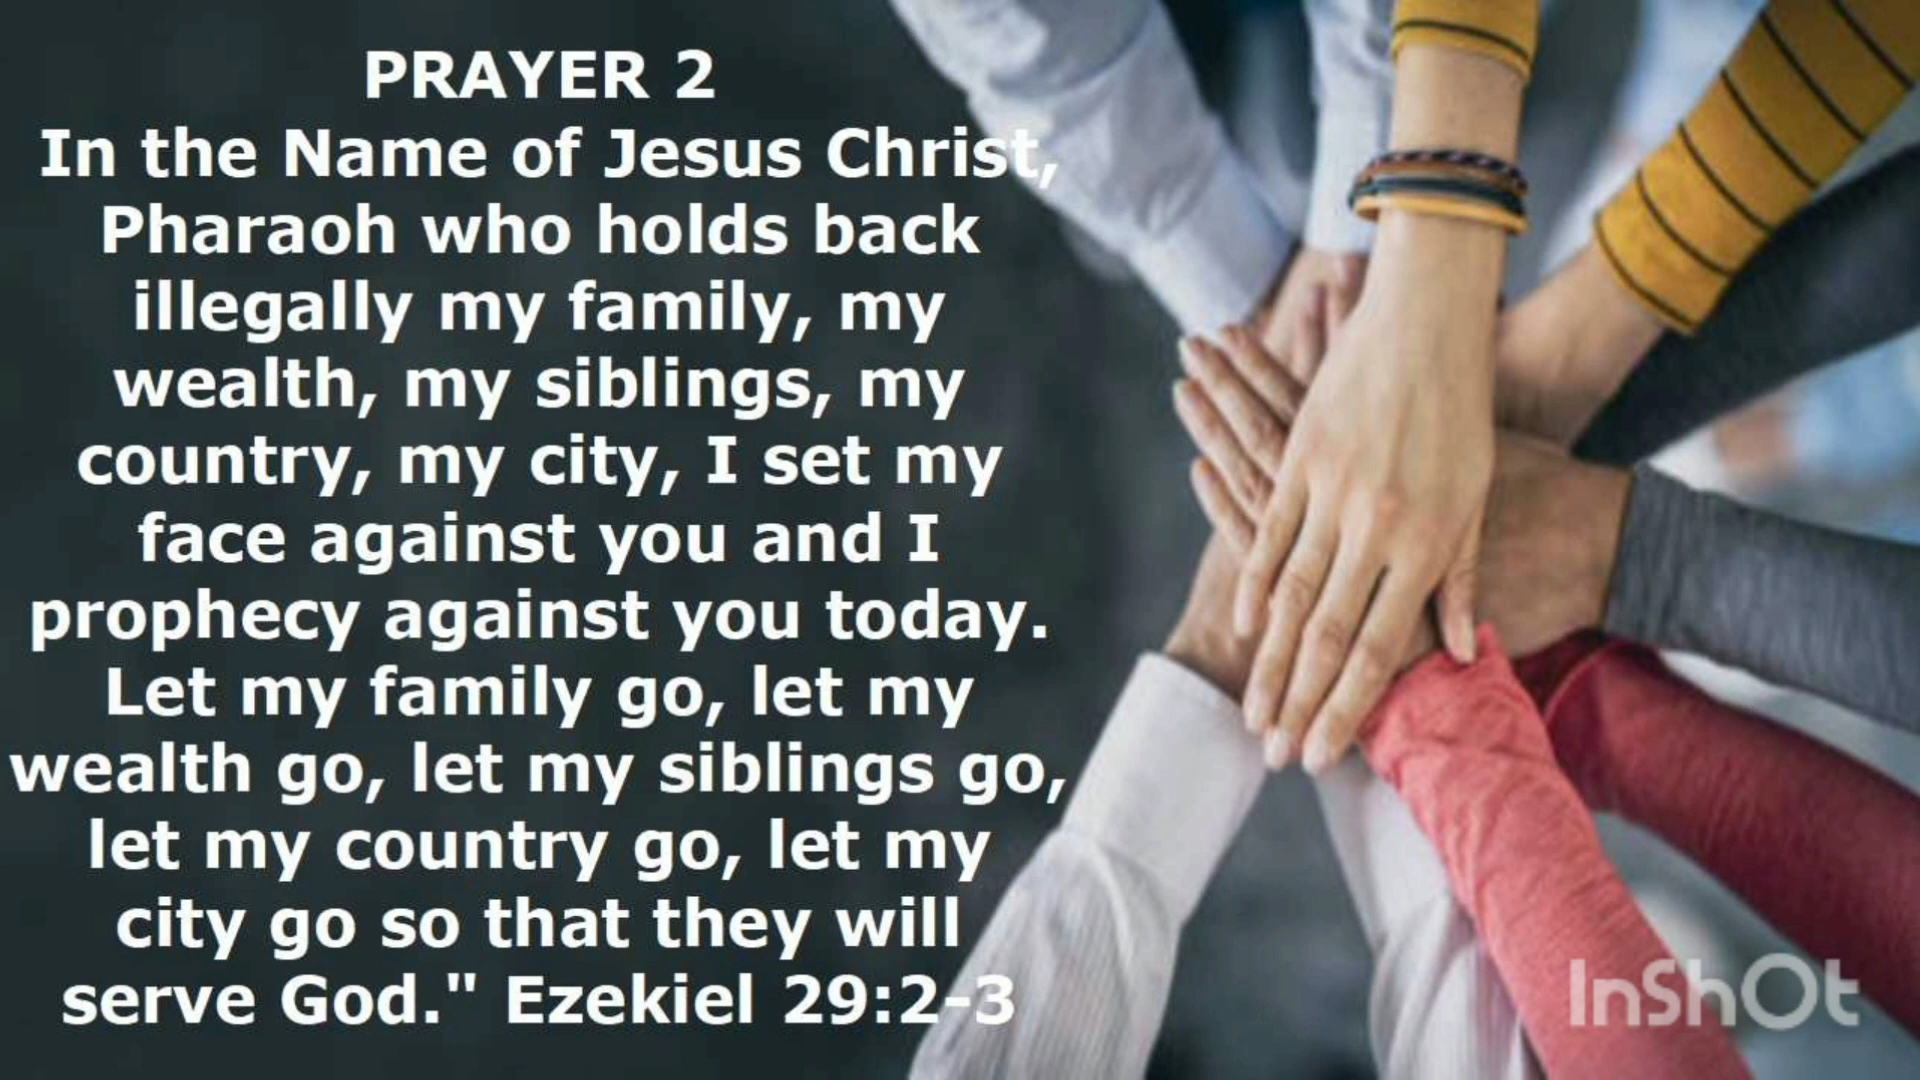 PRAYER 2
In the Name of Jesus Christ,
Pharaoh who holds back
illegally my family, my
wealth, my siblings, my
country, my city, I set my
face against you and I
prophecy against you today.
Let my family go, let my
wealth go, let my siblings go,
let my country go, let my
city go so that they will
serve God." Ezekiel 29:2-3
InShOt